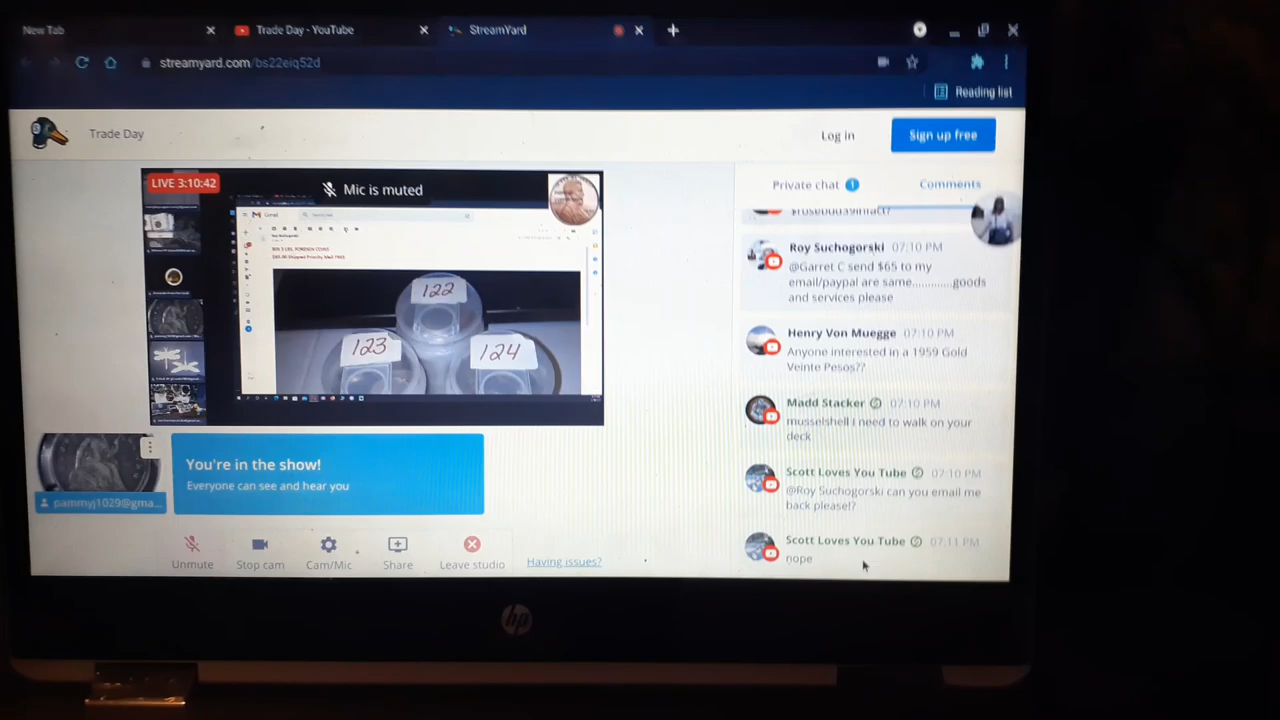 New Tab
Trade Day - YouTube
StreamYard
streamyard.com/bs22eiq52d
Reading list
Trade Day
Log in
Sign up free
LIVE 3:10:42
Mic is muted
Gmail
122
123
124
You're in the show!
Everyone can see and hear you
pammyj1029@gma...
Unmute
Stop cam
Cam/Mic
Share
Leave studio
Having issues?
Private chat 1
Comments
Roy Suchogorski 07:10 PM
@Garret C send $65 to my
email/paypal are same............goods
and services please
Henry Von Muegge 07:10 PM
Anyone interested in a 1959 Gold
Veinte Pesos??
Madd Stacker 07:10 PM
musselshell I need to walk on your
deck
Scott Loves You Tube 07:10 PM
@Roy Suchogorski can you email me
back please!?
Scott Loves You Tube 07:11 PM
nope
hp